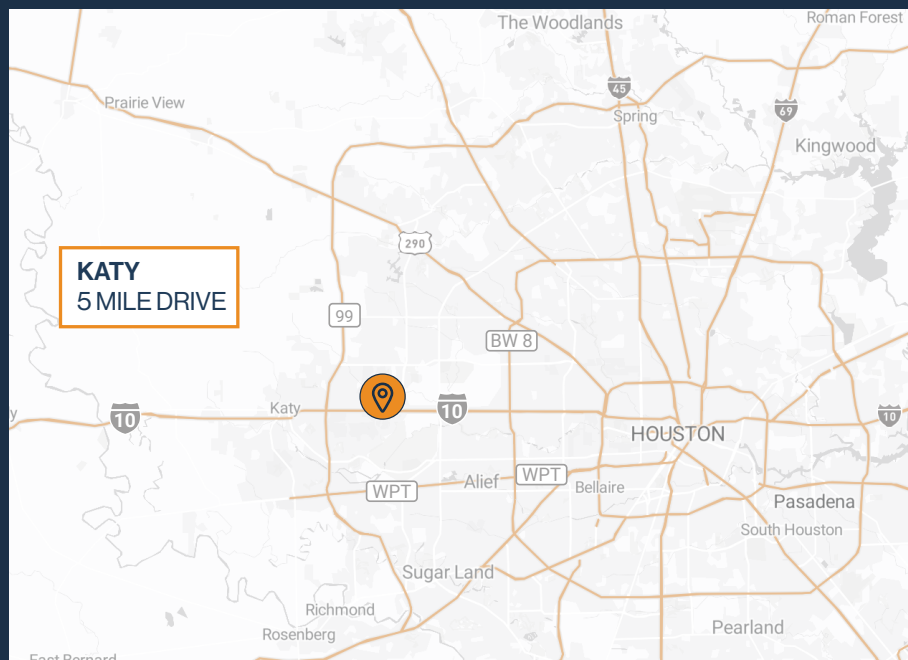 The Woodlands
Roman Forest
45
Prairie View
69
Spring
Kingwood
290
KATY
5 MILE DRIVE
99
BW 8
Katy
10
10
10
HOUSTON
WPT
Alief
WPT
Bellaire
Pasadena
South Houston
Sugar Land
Richmond
Rosenberg
Pearland
East Bernard